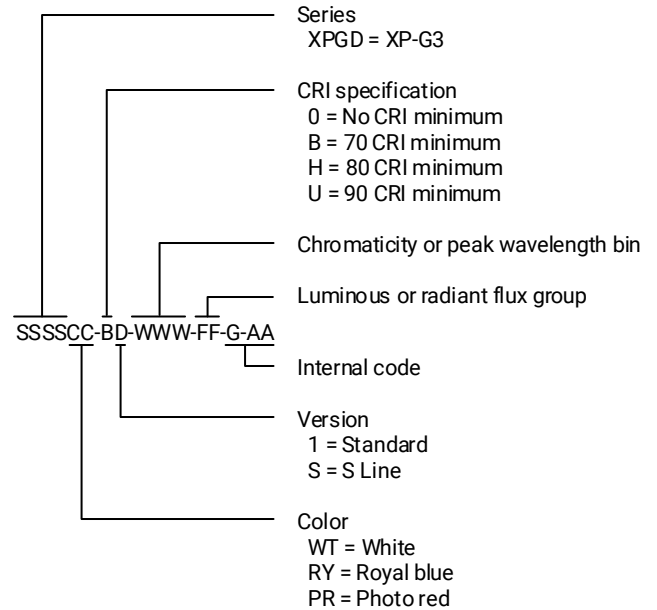 Series
XPGD = XP-G3
CRI specification
0 = No CRI minimum
B = 70 CRI minimum
H = 80 CRI minimum
U = 90 CRI minimum
Chromaticity or peak wavelength bin
Luminous or radiant flux group
SSSSCC-BD-WWW-FF-G-AA
Internal code
Version
1 = Standard
S = S Line
Color
WT = White
RY = Royal blue
PR = Photo red